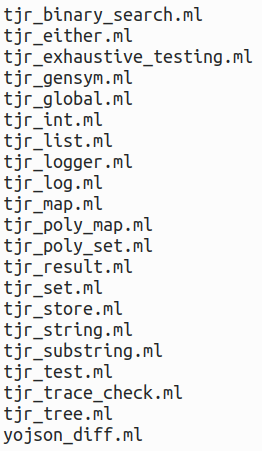 tjr_binary_search.ml
tjr_either.ml
tjr_exhaustive_testing.ml
tjr_gensym.ml
tjr_global.ml
tjr_int.ml
tjr_list.ml
tjr_logger.ml
tjr_log.ml
tjr_map.ml
tjr_poly_map.ml
tjr_poly_set.ml
tjr_result.ml
tjr_set.ml
tjr_store.ml
tjr_string.ml
tjr_substring.ml
tjr_test.ml
tjr_trace_check.ml
tjr_tree.ml
yojson_diff.ml